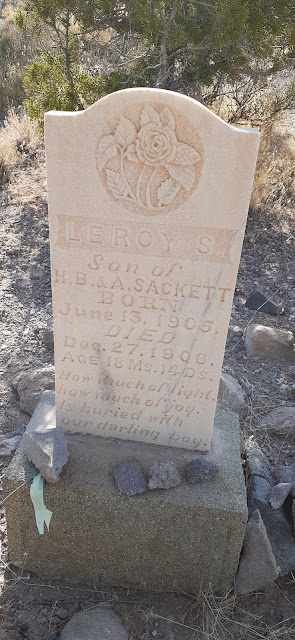 LEROY S.
Son of
H.B. & A. SACKETT
BORN
June 13, 1905.
DIED
Dec. 27, 1906.
AGE 18 Ms. 14 Ds.
How much of light,
how much of joy.
Is buried with
our darling boy.